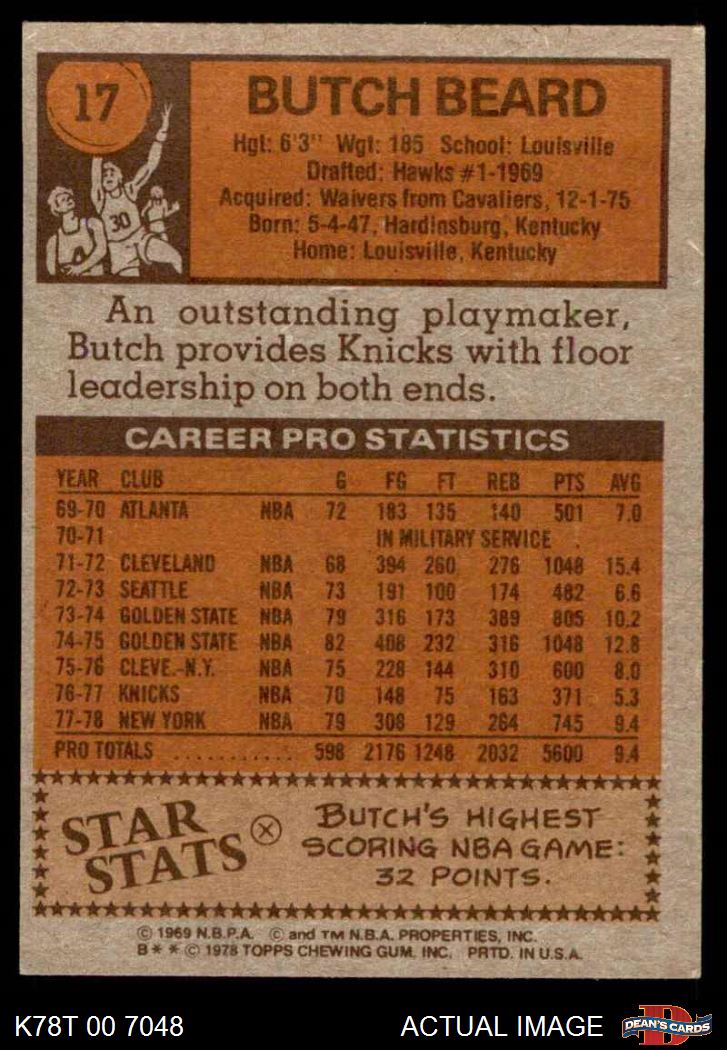 17
BUTCH BEARD
Hgt: 6'3" Wgt: 185 School: Louisville
Drafted: Hawks #1-1969
Acquired: Waivers from Cavaliers, 12-1-75
Born: 5-4-47, Hardinsburg, Kentucky
Home: Louisville, Kentucky
30
An outstanding playmaker,
Butch provides Knicks with floor
leadership on both ends.
CAREER PRO STATISTICS
YEAR CLUB G FG FT REB PTS AVG
69-70 ATLANTA NBA 72 183 135 140 501 7.0
70-71 IN MILITARY SERVICE .
71-72 CLEVELAND NBA 68 394 260 276 1048 15.4
72-73 SEATTLE NBA 73 191 100 174 482 6.6
73-74 GOLDEN STATE NBA 79 316 173 389 805 10.2
74-75 GOLDEN STATE NBA 82 408 232 316 1048 12.8
75-76 CLEVE.-N.Y. NBA 75 228 144 310 600 8.0
76-77 KNICKS NBA 70 148 75 163 371 5.3
77-78 NEW YORK NBA 79 308 129 264 745 9.4
PRO TOTALS ............ 598 2176 1248 2032 5600 9.4
STAR
STATS
BUTCH'S HIGHEST
SCORING NBA GAME:
32 POINTS.
© 1969 N.B.P.A. © and TM N.B.A. PROPERTIES, INC.
B * * © 1978 TOPPS CHEWING GUM, INC. PRTD. IN U.S.A.
K78T 00 7048
ACTUAL IMAGE
D
DEAN'S CARDS